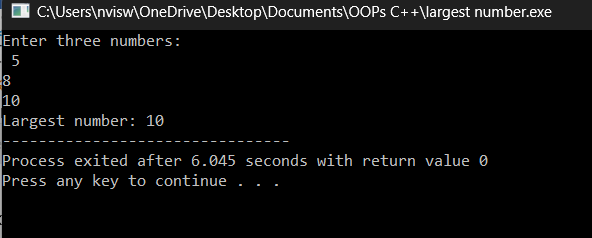 C:\Users\nvisw\OneDrive\Desktop\Documents\OOPs C++\largest number.exe
Enter three numbers:
 5
8
10
Largest number: 10
--------------------------------
Process exited after 6.045 seconds with return value 0
Press any key to continue . . .